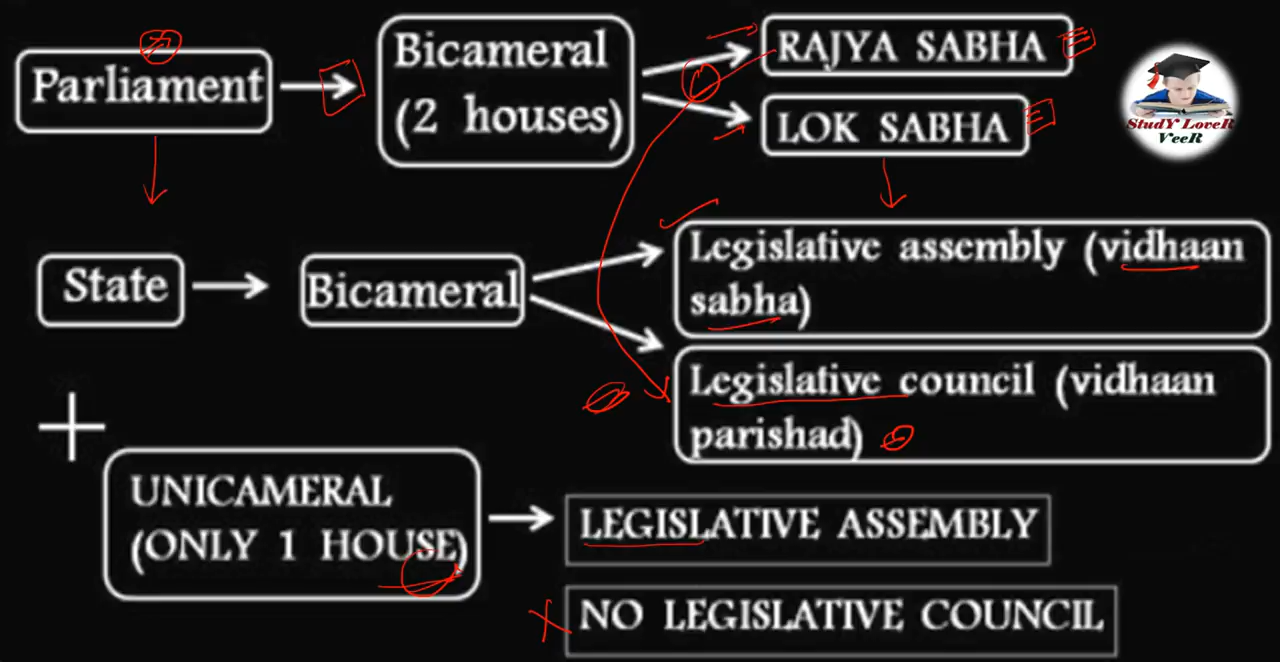 Parliament
Bicameral
(2 houses)
RAJYA SABHA
LOK SABHA
StudY LoveR
VeeR
State
Bicameral
Legislative assembly (vidhaan
sabha)
Legislative council (vidhaan
parishad)
UNICAMERAL
(ONLY 1 HOUSE)
LEGISLATIVE ASSEMBLY
NO LEGISLATIVE COUNCIL